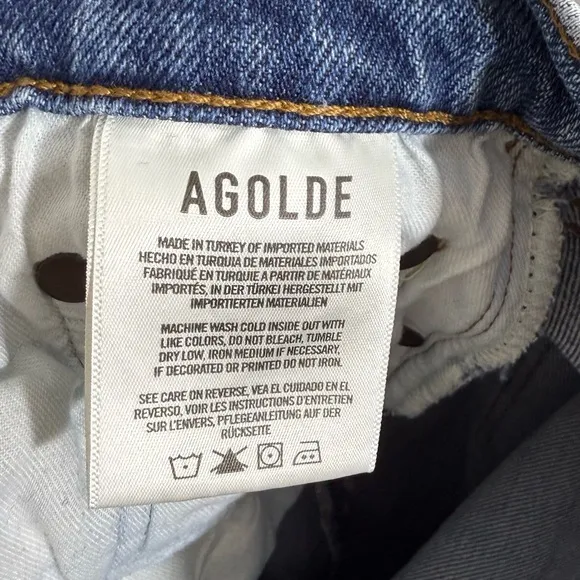 AGOLDE
MADE IN TURKEY OF IMPORTED MATERIALS
HECHO EN TURQUIA DE MATERIALES IMPORTADOS
FABRIQUÉ EN TURQUIE A PARTIR DE MATÉRIAUX
IMPORTÉS, IN DER TÜRKEI HERGESTELLT MIT
IMPORTIERTEN MATERIALIEN
MACHINE WASH COLD INSIDE OUT WITH
LIKE COLORS, DO NOT BLEACH, TUMBLE
DRY LOW, IRON MEDIUM IF NECESSARY,
IF DECORATED OR PRINTED DO NOT IRON.
SEE CARE ON REVERSE, VEA EL CUIDADO EN EL
REVERSO, VOIR LES INSTRUCTIONS D'ENTRETIEN
SUR L'ENVERS, PFLEGEANLEITUNG AUF DER
RÜCKSEITE